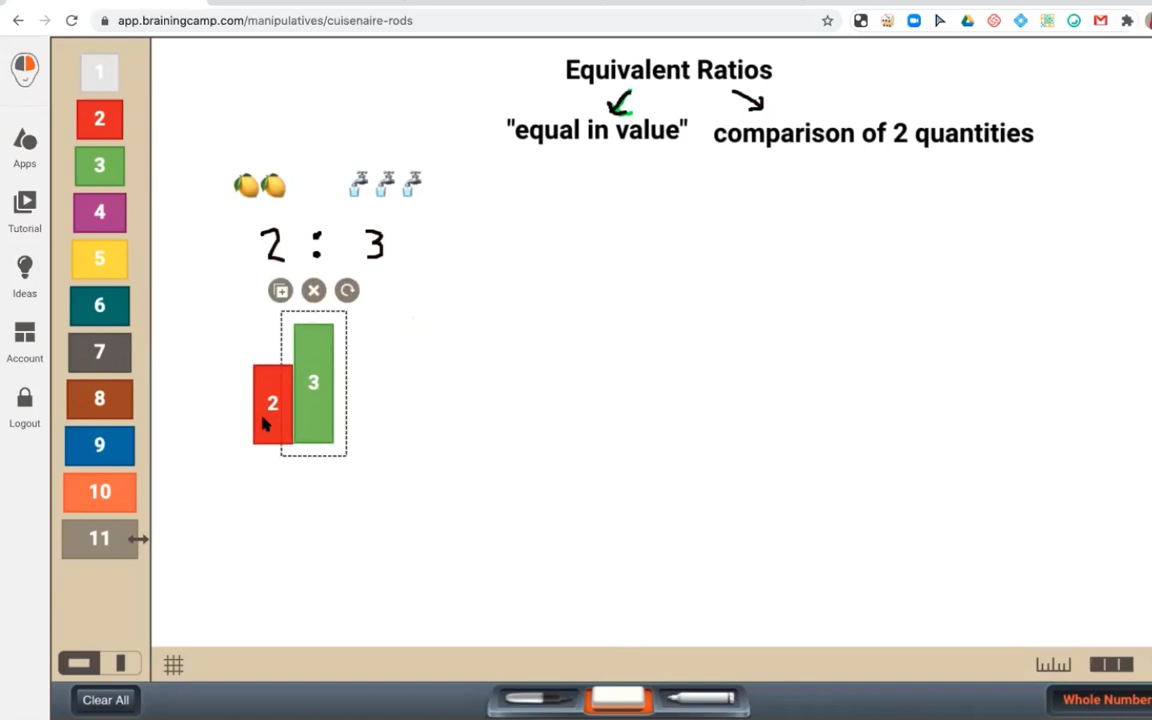 app.brainingcamp.com/manipulatives/cuisenaire-rods
Apps
Tutorial
Ideas
Account
Logout
1
2
3
4
5
6
7
8
9
10
11
Equivalent Ratios
"equal in value" comparison of 2 quantities
2 : 3
2
3
Clear All
Whole Number